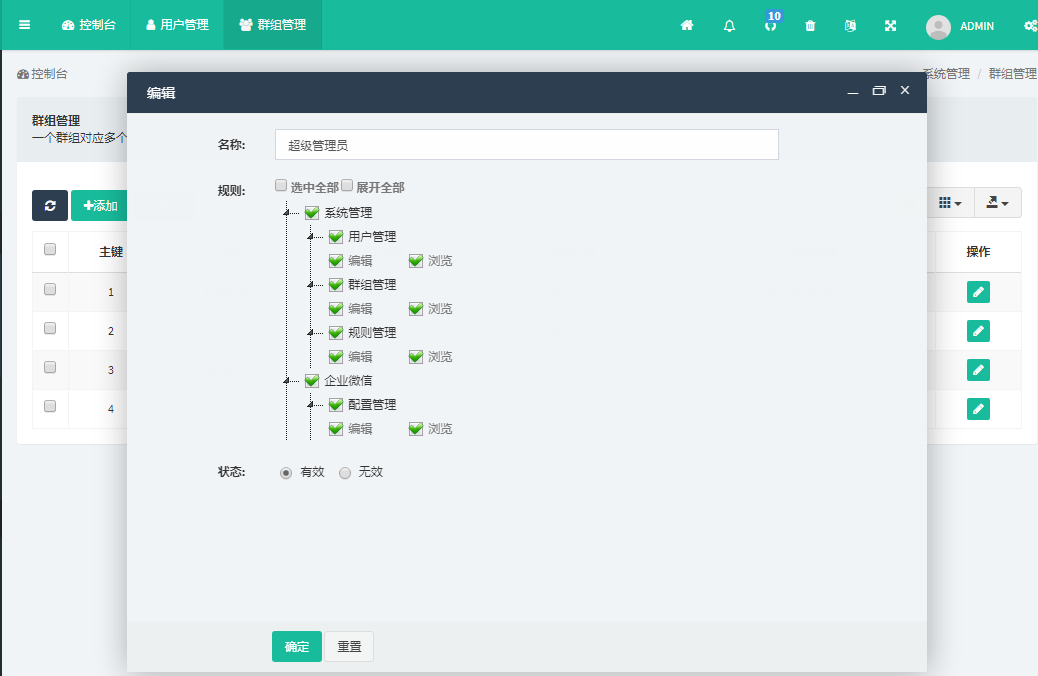 控制台 用户管理 群组管理 10 ADMIN
控制台 系统管理 / 群组管理
编辑
群组管理
一个群组对应多个
名称: 超级管理员
规则: 选中全部 展开全部
添加
系统管理
用户管理
编辑 浏览
群组管理
编辑 浏览
规则管理
编辑 浏览
企业微信
配置管理
编辑 浏览
主键 操作
1
2
3
4
状态: 有效 无效
确定 重置